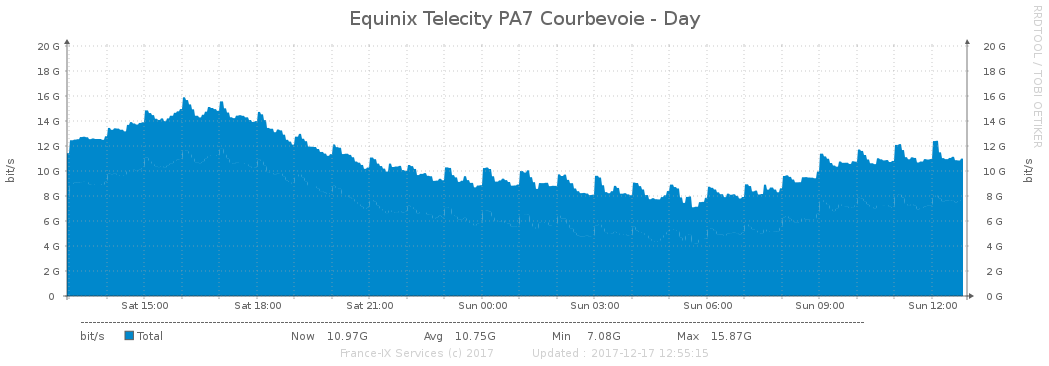 Equinix Telecity PA7 Courbevoie - Day
RRDTOOL / TOBI OETIKER
bit/s
bit/s
20 G 20 G
18 G 18 G
16 G 16 G
14 G 14 G
12 G 12 G
10 G 10 G
8 G 8 G
6 G 6 G
4 G 4 G
2 G 2 G
0 0 G
Sat 15:00 Sat 18:00 Sat 21:00 Sun 00:00 Sun 03:00 Sun 06:00 Sun 09:00 Sun 12:00
bit/s Total Now 10.97G Avg 10.75G Min 7.08G Max 15.87G
France-IX Services (c) 2017 Updated : 2017-12-17 12:55:15